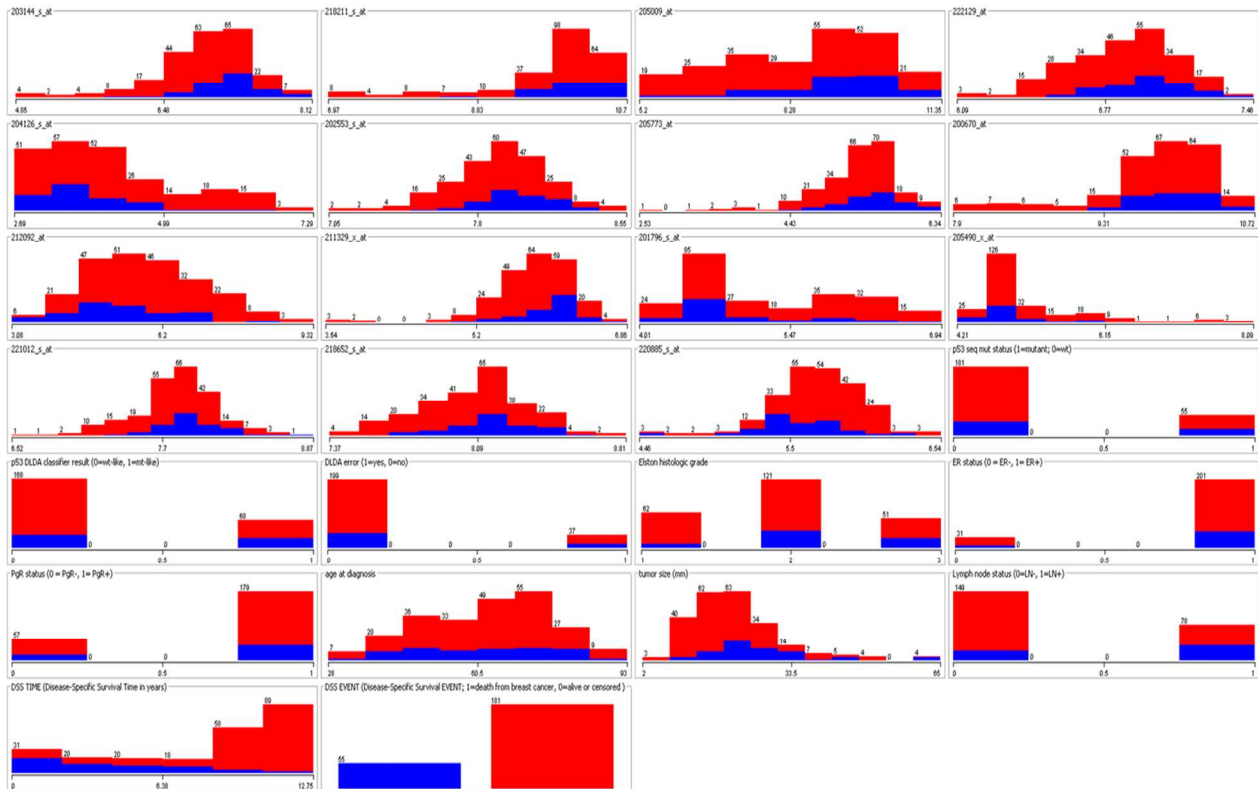 203144_s_at 218211_s_at 205009_at 222129_at
4 2 4 8 17 44 63 65 22 7 8 4 8 7 10 37 98 64 19 25 35 29 55 52 21 3 2 15 28 34 46 55 34 17 2
4.85 6.48 8.12 6.97 8.83 10.7 5.2 8.28 11.35 6.09 6.77 7.46
204126_s_at 202553_s_at 205773_at 200670_at
51 57 52 26 14 18 15 3 2 2 4 16 25 43 60 47 25 8 4 1 0 1 2 3 1 10 21 34 66 70 18 9 6 7 6 5 15 52 67 64 14
2.69 4.99 7.29 7.05 7.8 8.55 2.53 4.43 6.34 7.9 9.31 10.72
212092_at 211329_x_at 201796_s_at 205490_x_at
6 21 47 51 46 32 22 8 3 3 2 0 0 3 8 24 49 64 59 20 4 24 85 27 18 35 32 15 25 126 32 15 18 9 1 1 6 3
3.08 6.2 9.32 3.54 5.2 6.86 4.01 5.47 6.94 4.21 6.15 8.09
221012_s_at 218652_s_at 220885_s_at p53 seq mut status (1=mutant; 0=wt)
1 1 2 10 15 19 55 66 42 14 7 3 1 4 14 20 34 41 65 30 22 4 2 3 2 2 3 12 33 55 54 42 24 3 3 181 0 0 55
6.52 7.7 8.87 7.37 8.09 8.81 4.46 5.5 6.54 0 0.5 1
p53 DLDA classifier result (0=wt-like, 1=mt-like) DLDA error (1=yes, 0=no) Elston histologic grade ER status (0 = ER-, 1= ER+)
168 0 0 68 199 0 0 37 62 0 121 0 51 31 0 0 201
0 0.5 1 0 0.5 1 1 2 3 0 0.5 1
PgR status (0 = PgR-, 1= PgR+) age at diagnosis tumor size (mm) Lymph node status (0=LN-, 1=LN+)
57 0 0 179 7 20 36 33 49 55 27 9 3 40 62 63 34 14 7 5 4 0 4 149 0 0 78
0 0.5 1 28 60.5 93 2 33.5 65 0 0.5 1
DSS TIME (Disease-Specific Survival Time in years) DSS EVENT (Disease-Specific Survival EVENT; 1=death from breast cancer, 0=alive or censored )
31 20 20 18 58 89 55 181
0 6.38 12.75